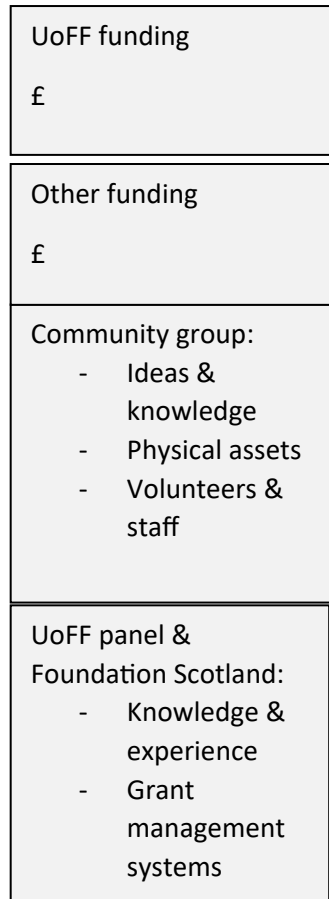 UoFF funding
£
Other funding
£
Community group:
- Ideas &
knowledge
- Physical assets
- Volunteers &
staff
UoFF panel &
Foundation Scotland:
- Knowledge &
experience
- Grant
management
systems